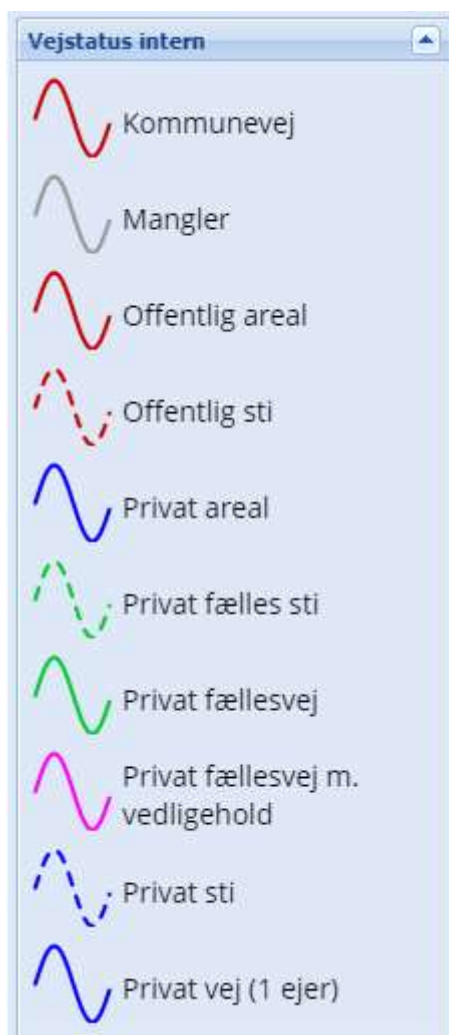 Vejstatus intern
Kommunevej
Mangler
Offentlig areal
Offentlig sti
Privat areal
Privat fælles sti
Privat fællesvej
Privat fællesvej m.
vedligehold
Privat sti
Privat vej (1 ejer)